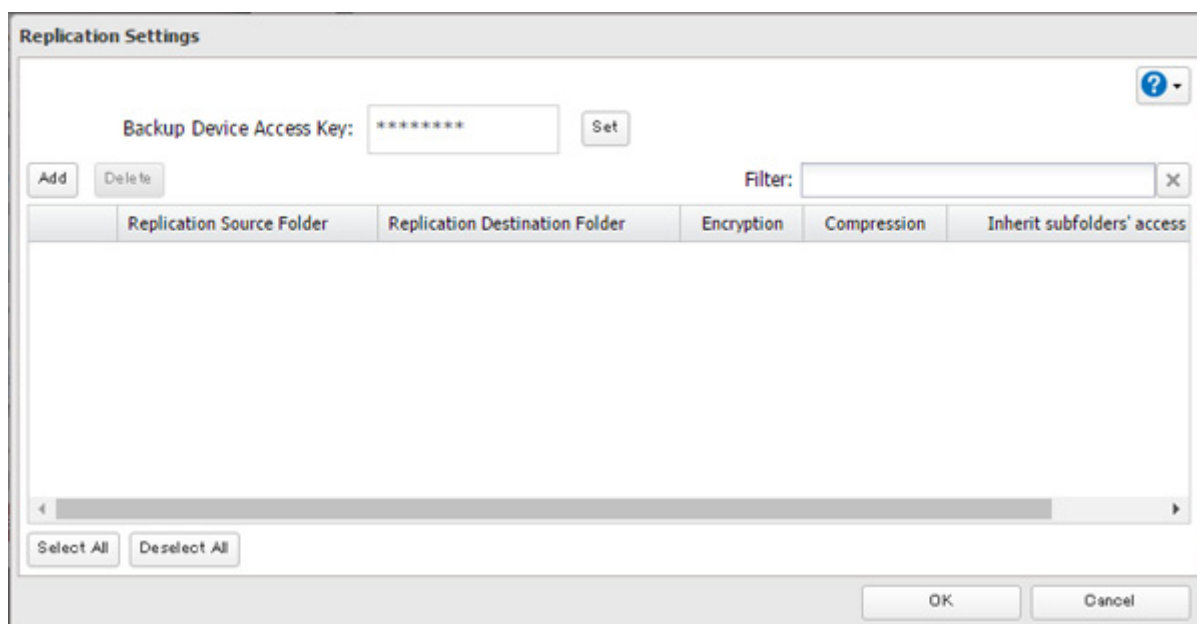 Replication Settings
?
Backup Device Access Key: ******** Set
Add Delete Filter:
Replication Source Folder Replication Destination Folder Encryption Compression Inherit subfolders' access
Select All Deselect All
OK Cancel